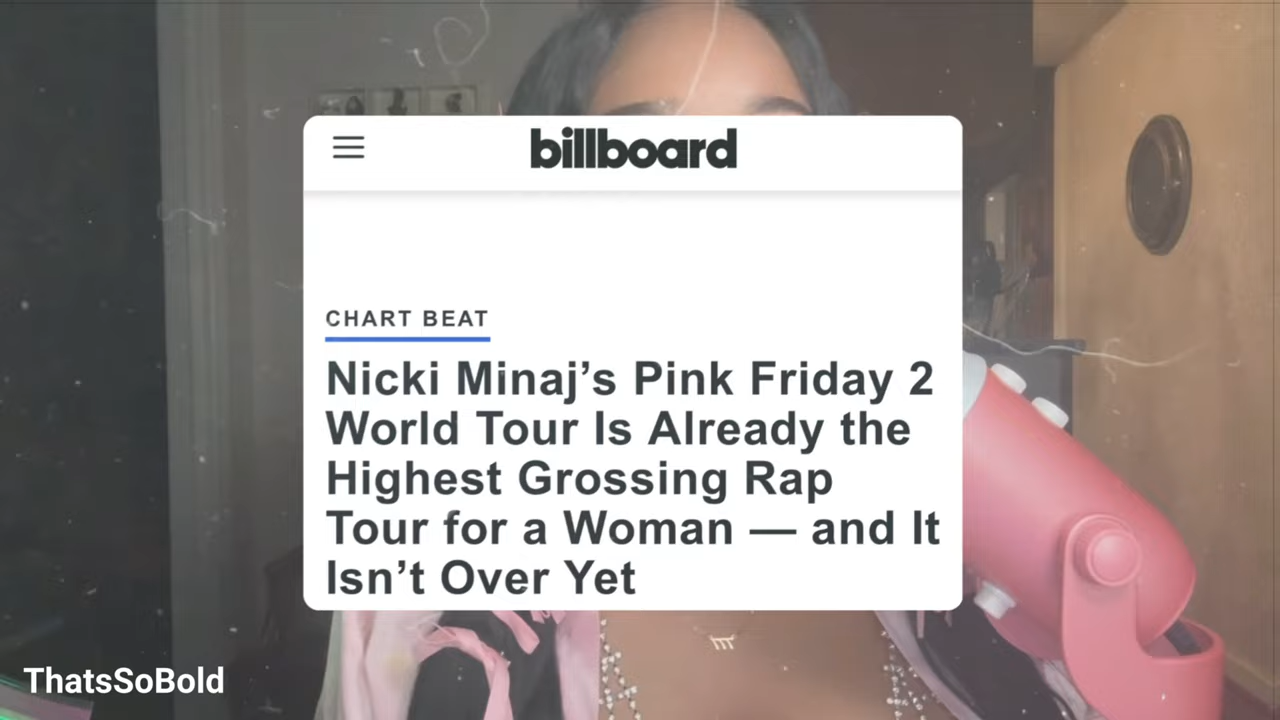 billboard
CHART BEAT
Nicki Minaj’s Pink Friday 2
World Tour Is Already the
Highest Grossing Rap
Tour for a Woman — and It
Isn’t Over Yet
ThatsSoBold